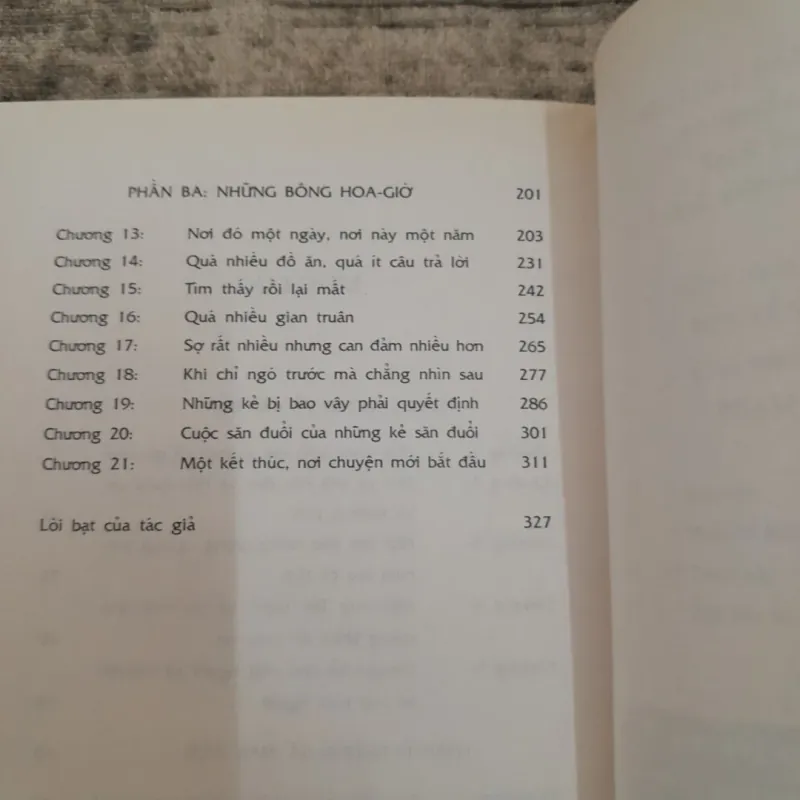 PHẦN BA: NHỮNG BÔNG HOA-GIỜ 201
Chương 13: Nơi đó một ngày, nơi này một năm 203
Chương 14: Quá nhiều đồ ăn, quá ít câu trả lời 231
Chương 15: Tìm thấy rồi lại mất 242
Chương 16: Quá nhiều gian truân 254
Chương 17: Sợ rất nhiều nhưng can đảm nhiều hơn 265
Chương 18: Khi chỉ ngó trước mà chẳng nhìn sau 277
Chương 19: Những kẻ bị bao vây phải quyết định 286
Chương 20: Cuộc săn đuổi của những kẻ săn đuổi 301
Chương 21: Một kết thúc, nơi chuyện mới bắt đầu 311
Lời bạt của tác giả 327